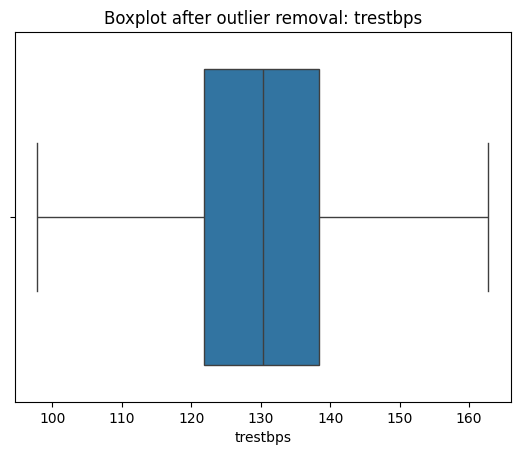 Boxplot after outlier removal: trestbps
100 110 120 130 140 150 160
trestbps